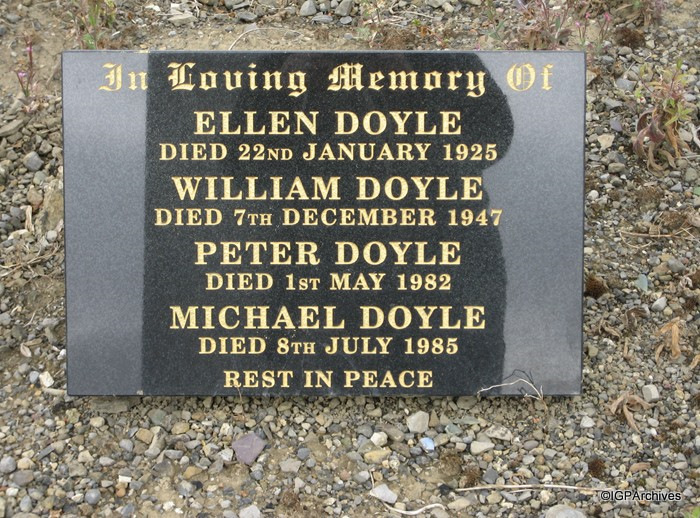 In Loving Memory Of
ELLEN DOYLE
DIED 22ND JANUARY 1925
WILLIAM DOYLE
DIED 7TH DECEMBER 1947
PETER DOYLE
DIED 1ST MAY 1982
MICHAEL DOYLE
DIED 8TH JULY 1985
REST IN PEACE
©IGPArchives